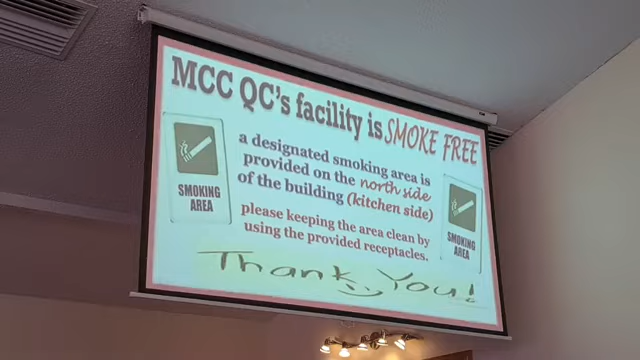 MCC QC's facility is SMOKE FREE
SMOKING
AREA
a designated smoking area is
provided on the north side
of the building (kitchen side)
please keeping the area clean by
using the provided receptacles.
SMOKING
AREA
Thank You!